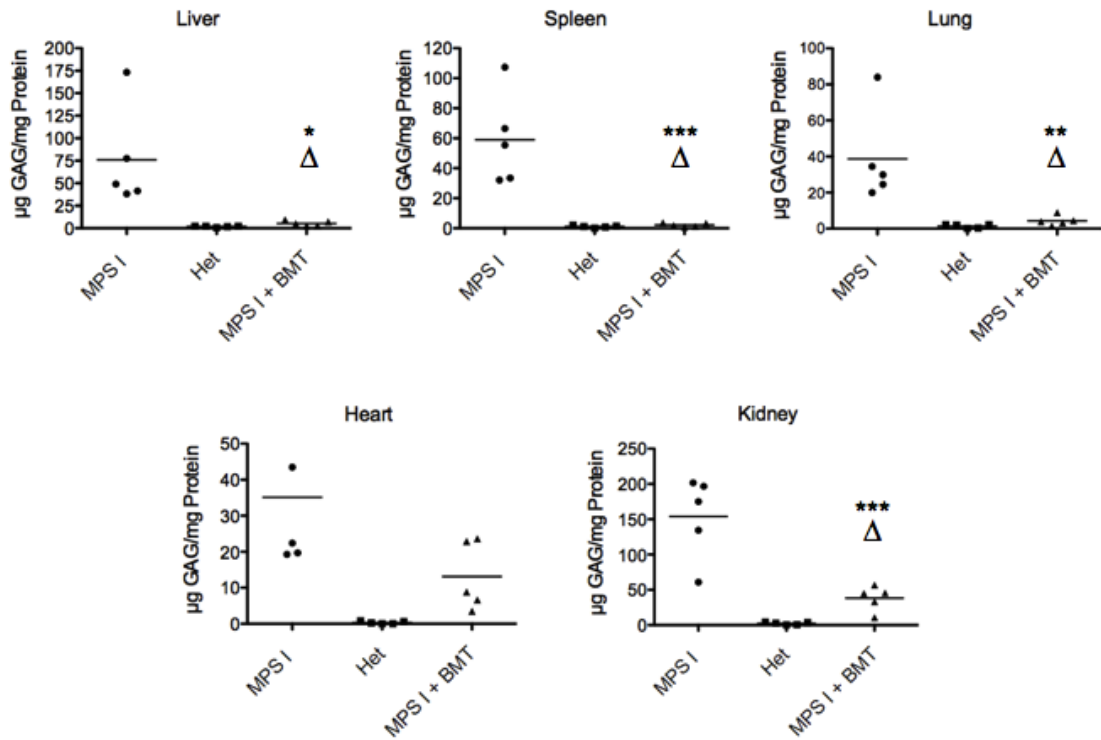 Liver
µg GAG/mg Protein
200
175
150
125
100
75
50
25
0
*
Δ
MPS I
Het
MPS I + BMT
Spleen
µg GAG/mg Protein
120
100
80
60
40
20
0
***
Δ
MPS I
Het
MPS I + BMT
Lung
µg GAG/mg Protein
100
80
60
40
20
0
**
Δ
MPS I
Het
MPS I + BMT
Heart
µg GAG/mg Protein
50
40
30
20
10
0
MPS I
Het
MPS I + BMT
Kidney
µg GAG/mg Protein
250
200
150
100
50
0
***
Δ
MPS I
Het
MPS I + BMT